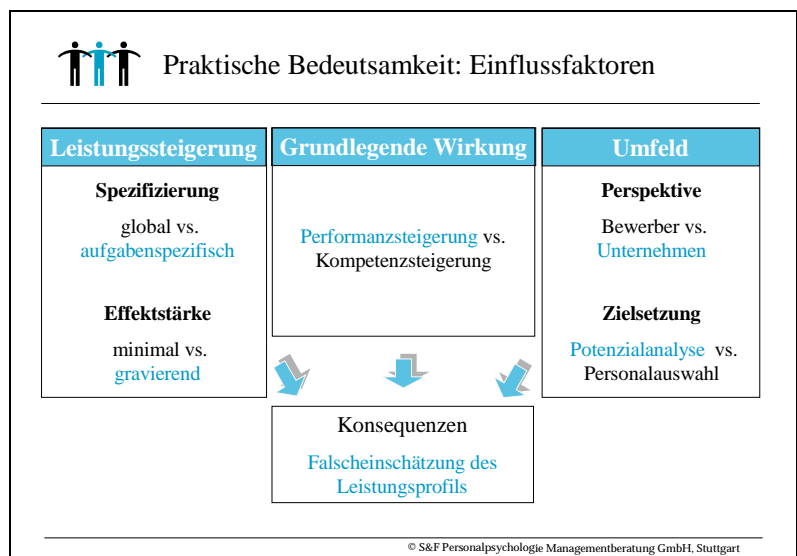 Praktische Bedeutsamkeit: Einflussfaktoren
Leistungssteigerung
Spezifizierung
global vs.
aufgabenspezifisch
Effektstärke
minimal vs.
gravierend
Grundlegende Wirkung
Performanzsteigerung vs.
Kompetenzsteigerung
Umfeld
Perspektive
Bewerber vs.
Unternehmen
Zielsetzung
Potenzialanalyse vs.
Personalauswahl
Konsequenzen
Falscheinschätzung des
Leistungsprofils
© S&F Personalpsychologie Managementberatung GmbH, Stuttgart